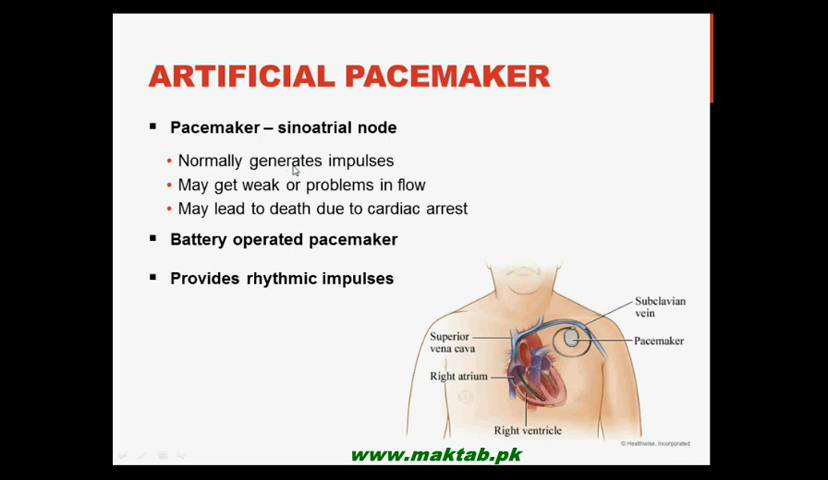 ARTIFICIAL PACEMAKER
Pacemaker – sinoatrial node
Normally generates impulses
May get weak or problems in flow
May lead to death due to cardiac arrest
Battery operated pacemaker
Provides rhythmic impulses
Subclavian
vein
Superior
vena cava
Pacemaker
Right atrium
Right ventricle
© Healthwise, Incorporated
www.maktab.pk